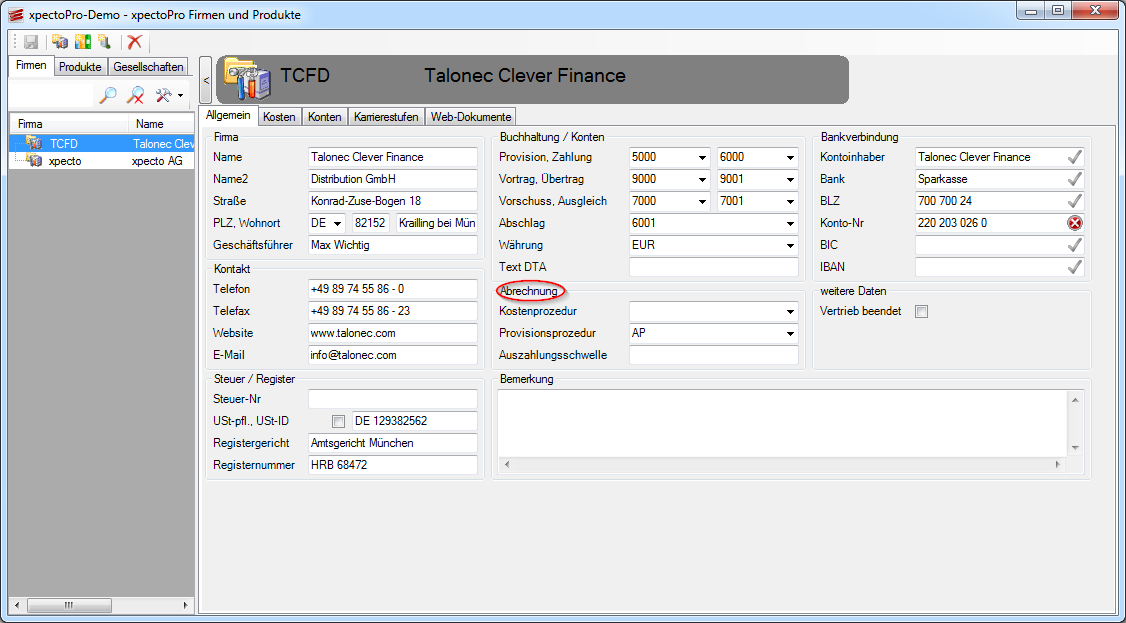 xpectoPro-Demo - xpectoPro Firmen und Produkte
Firmen Produkte Gesellschaften
Firma Name
TCFD Talonec Clev
xpecto xpecto AG
<
TCFD Talonec Clever Finance
Allgemein Kosten Konten Karrierestufen Web-Dokumente
Firma
Name Talonec Clever Finance
Name2 Distribution GmbH
Straße Konrad-Zuse-Bogen 18
PLZ, Wohnort DE 82152 Krailling bei Mün
Geschäftsführer Max Wichtig
Kontakt
Telefon +49 89 74 55 86 - 0
Telefax +49 89 74 55 86 - 23
Website www.talonec.com
E-Mail info@talonec.com
Steuer / Register
Steuer-Nr
USt-pfl., USt-ID DE 129382562
Registergericht Amtsgericht München
Registernummer HRB 68472
Buchhaltung / Konten
Provision, Zahlung 5000 6000
Vortrag, Übertrag 9000 9001
Vorschuss, Ausgleich 7000 7001
Abschlag 6001
Währung EUR
Text DTA
Abrechnung
Kostenprozedur
Provisionsprozedur AP
Auszahlungsschwelle
Bankverbindung
Kontoinhaber Talonec Clever Finance
Bank Sparkasse
BLZ 700 700 24
Konto-Nr 220 203 026 0
BIC
IBAN
weitere Daten
Vertrieb beendet
Bemerkung